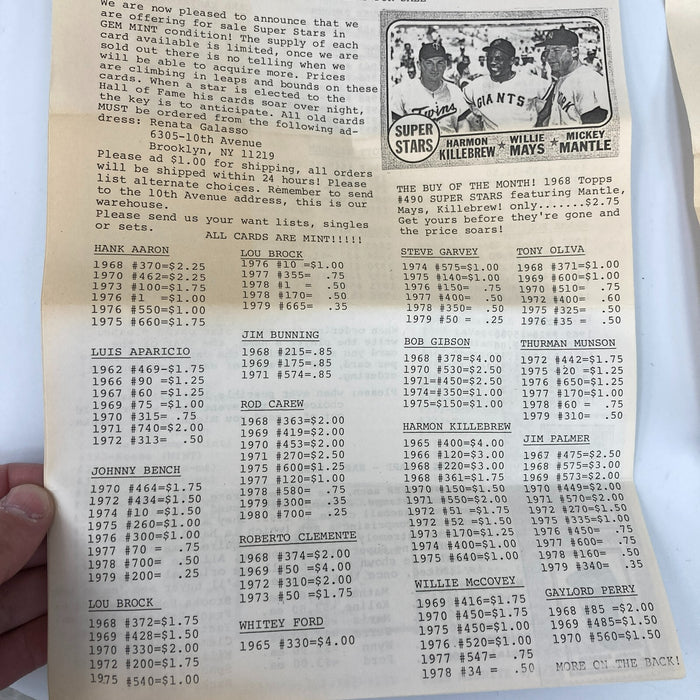 We are now pleased to announce that we
are offering for sale Super Stars in
GEM MINT condition! The supply of each
card available is limited, once we are
sold out there is no telling when we
will be able to acquire more. Prices
are climbing in leaps and bounds on these
cards. When a star is elected to the
Hall of Fame his cards soar over night,
the key is to anticipate. All old cards
MUST be ordered from the following ad-
dress: Renata Galasso
6305-10th Avenue
Brooklyn, NY 11219
Please ad $1.00 for shipping, all orders
will be shipped within 24 hours! Please
list alternate choices. Remember to send
to the 10th Avenue address, this is our
warehouse.
Please send us your want lists, singles
or sets.
ALL CARDS ARE MINT!!!!!
Twins
GIANTS
SUPER
STARS
HARMON
KILLEBREW
★
WILLIE
MAYS
★
MICKEY
MANTLE
THE BUY OF THE MONTH! 1968 Topps
#490 SUPER STARS featuring Mantle,
Mays, Killebrew! only.......$2.75
Get yours before they're gone and
the price soars!
HANK AARON
1968 #370=$2.25
1970 #462=$2.25
1973 #100=$1.75
1976 #1 =$1.00
1976 #550=$1.00
1975 #660=$1.75
LUIS APARICIO
1962 #469-$1.75
1966 #90 =$1.25
1967 #60 =$1.25
1969 #75 =$1.00
1970 #315= .75
1971 #740=$2.00
1972 #313= .50
JOHNNY BENCH
1970 #464=$1.75
1972 #434=$1.50
1974 #10 =$1.50
1975 #260=$1.00
1976 #300=$1.00
1977 #70 = .75
1978 #700= .50
1979 #200= .25
LOU BROCK
1968 #372=$1.75
1969 #428=$1.50
1970 #330=$2.00
1972 #200=$1.75
1975 #540=$1.00
LOU BROCK
1976 #10 =$1.00
1977 #355= .75
1978 #1 = .50
1978 #170= .50
1979 #665= .35
JIM BUNNING
1968 #215=.85
1969 #175=.85
1971 #574=.85
ROD CAREW
1968 #363=$2.00
1969 #419=$2.00
1970 #453=$2.00
1971 #270=$2.50
1975 #600=$1.25
1977 #120=$1.00
1978 #580= .75
1979 #300= .35
1980 #700= .25
ROBERTO CLEMENTE
1968 #374=$2.00
1969 #50 =$4.00
1972 #310=$2.00
1973 #50 =$1.75
WHITEY FORD
1965 #330=$4.00
STEVE GARVEY
1974 #575=$1.00
1975 #140=$1.00
1976 #150= .75
1977 #400= .50
1978 #350= .50
1979 #50 = .25
BOB GIBSON
1968 #378=$4.00
1970 #530=$2.50
1971=#450=$2.50
1974=#350=$1.00
1975=$150=$1.00
HARMON KILLEBREW
1965 #400=$4.00
1966 #120=$3.00
1968 #220=$3.00
1968 #361=$1.75
1970 #150=$1.50
1971 #550=$2.00
1972 #51 =$1.75
1972 #52 =$1.50
1973 #170=$1.25
1974 #400=$1.00
1975 #640=$1.00
WILLIE McCOVEY
1969 #416=$1.75
1970 #450=$1.75
1975 #450=$1.00
1976 #520=$1.00
1977 #547= .75
1978 #34 = .50
TONY OLIVA
1968 #371=$1.00
1969 #600=$1.00
1970 #510= .75
1972 #400= .60
1976 #325= .50
1976 #35 = .50
THURMAN MUNSON
1972 #442=$1.75
1975 #20 =$1.25
1976 #650=$1.25
1977 #170=$1.00
1978 #60 = .75
1979 #310= .50
JIM PALMER
1967 #475=$2.50
1968 #575=$3.00
1969 #573=$2.00
1970 #449=$2.00
1971 #570=$2.00
1972 #270=$1.50
1975 #335=$1.00
1976 #450= .75
1977 #600= .75
1978 #160= .50
1979 #340= .35
GAYLORD PERRY
1968 #85 =$2.00
1969 #485=$1.50
1970 #560=$1.50
MORE ON THE BACK!